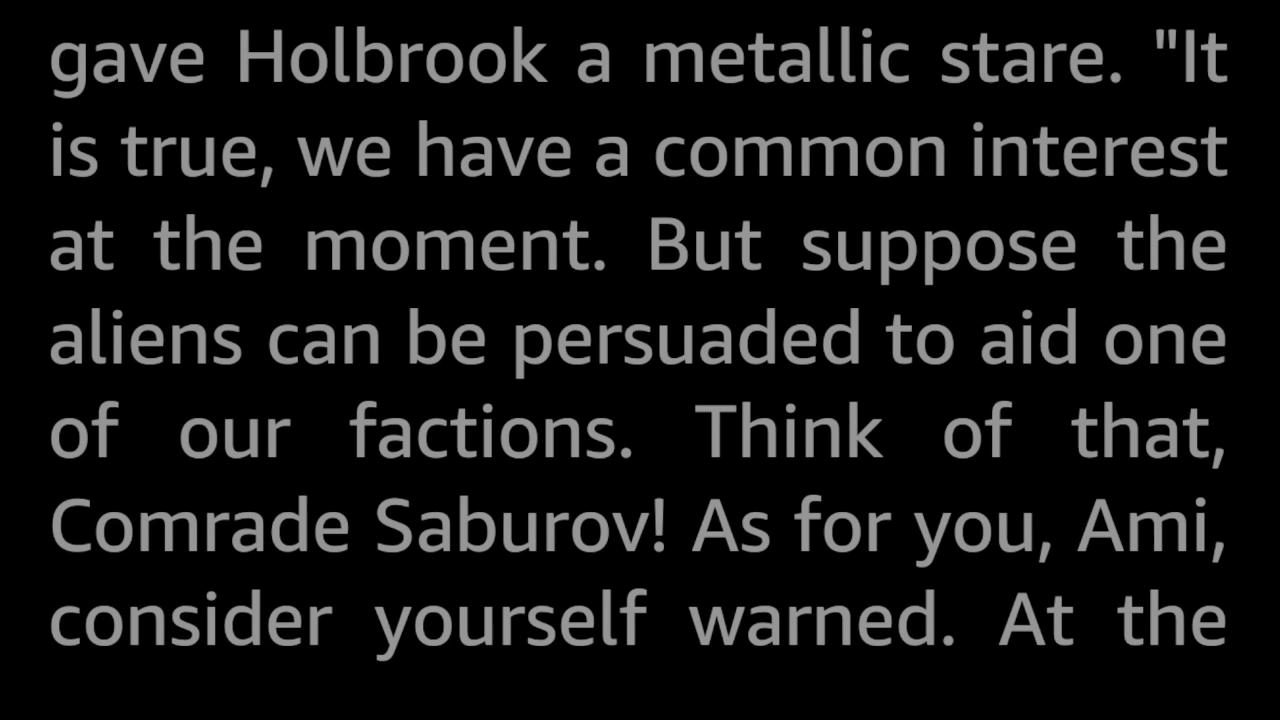 gave Holbrook a metallic stare. "It
is true, we have a common interest
at the moment. But suppose the
aliens can be persuaded to aid one
of our factions. Think of that,
Comrade Saburov! As for you, Ami,
consider yourself warned. At the